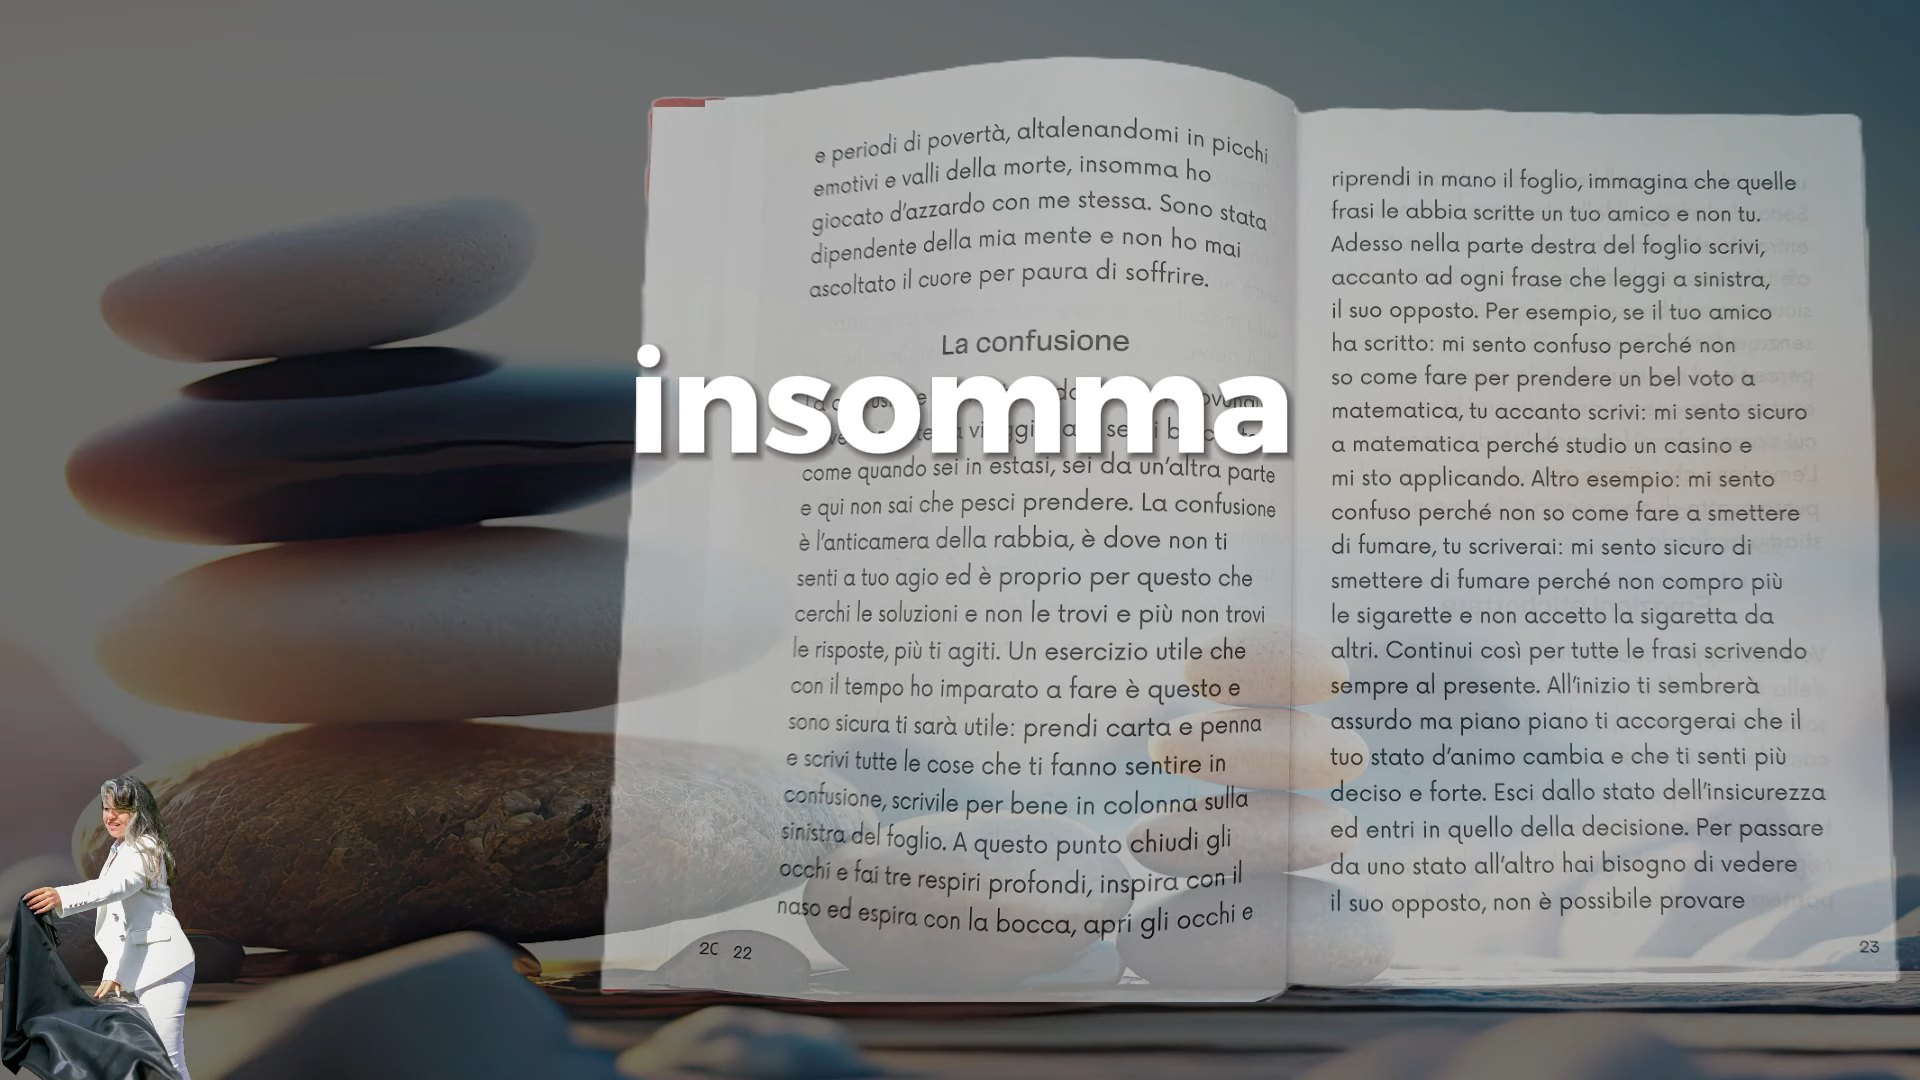 e periodi di povertà, altalenandomi in picchi
emotivi e valli della morte, insomma ho
giocato d'azzardo con me stessa. Sono stata
dipendente della mia mente e non ho mai
ascoltato il cuore per paura di soffrire.
La confusione
insomma
come quando sei in estasi, sei da un'altra parte
e qui non sai che pesci prendere. La confusione
è l'anticamera della rabbia, è dove non ti
senti a tuo agio ed è proprio per questo che
cerchi le soluzioni e non le trovi e più non trovi
le risposte, più ti agiti. Un esercizio utile che
con il tempo ho imparato a fare è questo e
sono sicura ti sarà utile: prendi carta e penna
e scrivi tutte le cose che ti fanno sentire in
confusione, scrivile per bene in colonna sulla
sinistra del foglio. A questo punto chiudi gli
occhi e fai tre respiri profondi, inspira con il
naso ed espira con la bocca, apri gli occhi e
22
riprendi in mano il foglio, immagina che quelle
frasi le abbia scritte un tuo amico e non tu.
Adesso nella parte destra del foglio scrivi,
accanto ad ogni frase che leggi a sinistra,
il suo opposto. Per esempio, se il tuo amico
ha scritto: mi sento confuso perché non
so come fare per prendere un bel voto a
matematica, tu accanto scrivi: mi sento sicuro
a matematica perché studio un casino e
mi sto applicando. Altro esempio: mi sento
confuso perché non so come fare a smettere
di fumare, tu scriverai: mi sento sicuro di
smettere di fumare perché non compro più
le sigarette e non accetto la sigaretta da
altri. Continui così per tutte le frasi scrivendo
sempre al presente. All'inizio ti sembrerà
assurdo ma piano piano ti accorgerai che il
tuo stato d'animo cambia e che ti senti più
deciso e forte. Esci dallo stato dell'insicurezza
ed entri in quello della decisione. Per passare
da uno stato all'altro hai bisogno di vedere
il suo opposto, non è possibile provare
23